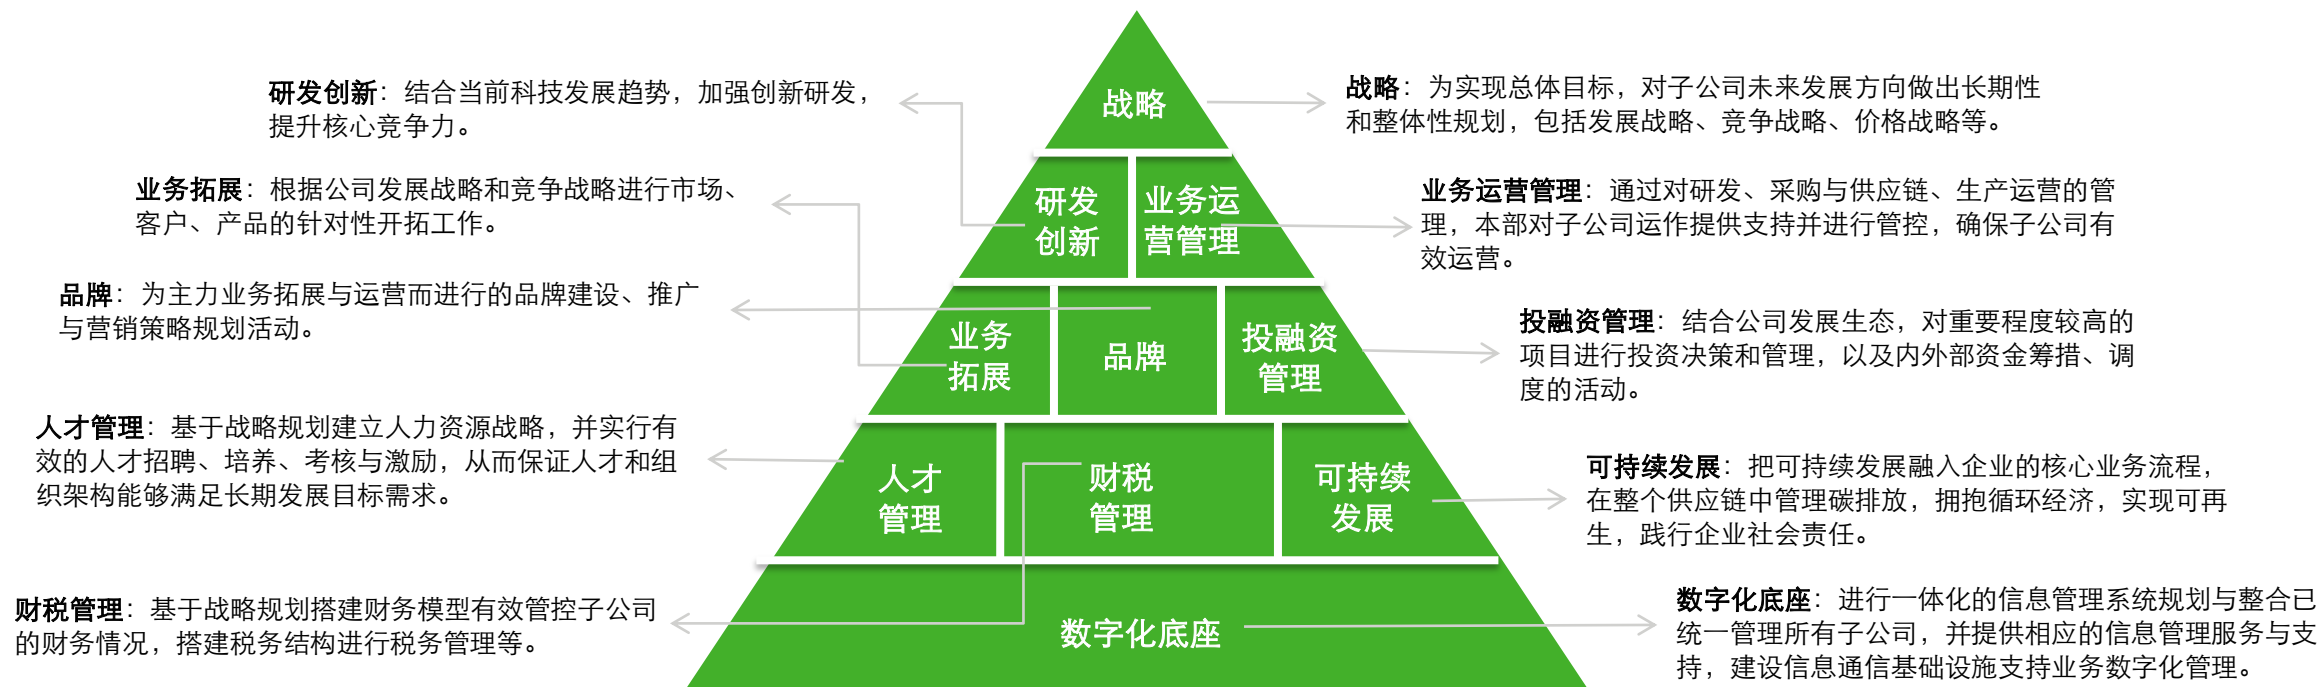 战略
研发
创新
业务运
营管理
业务
拓展
品牌
投融资
管理
人才
管理
财税
管理
可持续
发展
数字化底座
研发创新：结合当前科技发展趋势，加强创新研发，
提升核心竞争力。
业务拓展：根据公司发展战略和竞争战略进行市场、
客户、产品的针对性开拓工作。
品牌：为主力业务拓展与运营而进行的品牌建设、推广
与营销策略规划活动。
人才管理：基于战略规划建立人力资源战略，并实行有
效的人才招聘、培养、考核与激励，从而保证人才和组
织架构能够满足长期发展目标需求。
财税管理：基于战略规划搭建财务模型有效管控子公司
的财务情况，搭建税务结构进行税务管理等。
战略：为实现总体目标，对子公司未来发展方向做出长期性
和整体性规划，包括发展战略、竞争战略、价格战略等。
业务运营管理：通过对研发、采购与供应链、生产运营的管
理，本部对子公司运作提供支持并进行管控，确保子公司有
效运营。
投融资管理：结合公司发展生态，对重要程度较高的
项目进行投资决策和管理，以及内外部资金筹措、调
度的活动。
可持续发展：把可持续发展融入企业的核心业务流程，
在整个供应链中管理碳排放，拥抱循环经济，实现可再
生，践行企业社会责任。
数字化底座：进行一体化的信息管理系统规划与整合已
统一管理所有子公司，并提供相应的信息管理服务与支
持，建设信息通信基础设施支持业务数字化管理。